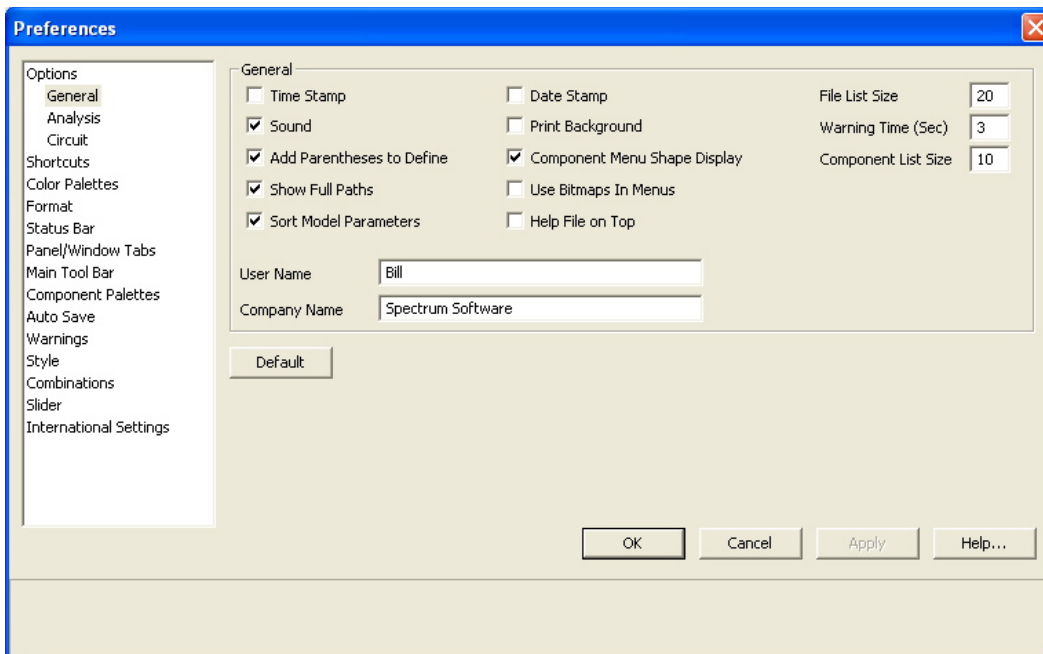 Preferences
Options
General
Analysis
Circuit
Shortcuts
Color Palettes
Format
Status Bar
Panel/Window Tabs
Main Tool Bar
Component Palettes
Auto Save
Warnings
Style
Combinations
Slider
International Settings
General
Time Stamp
Date Stamp
File List Size
20
Sound
Print Background
Warning Time (Sec)
3
Add Parentheses to Define
Component Menu Shape Display
Component List Size
10
Show Full Paths
Use Bitmaps In Menus
Sort Model Parameters
Help File on Top
User Name
Bill
Company Name
Spectrum Software
Default
OK
Cancel
Apply
Help...